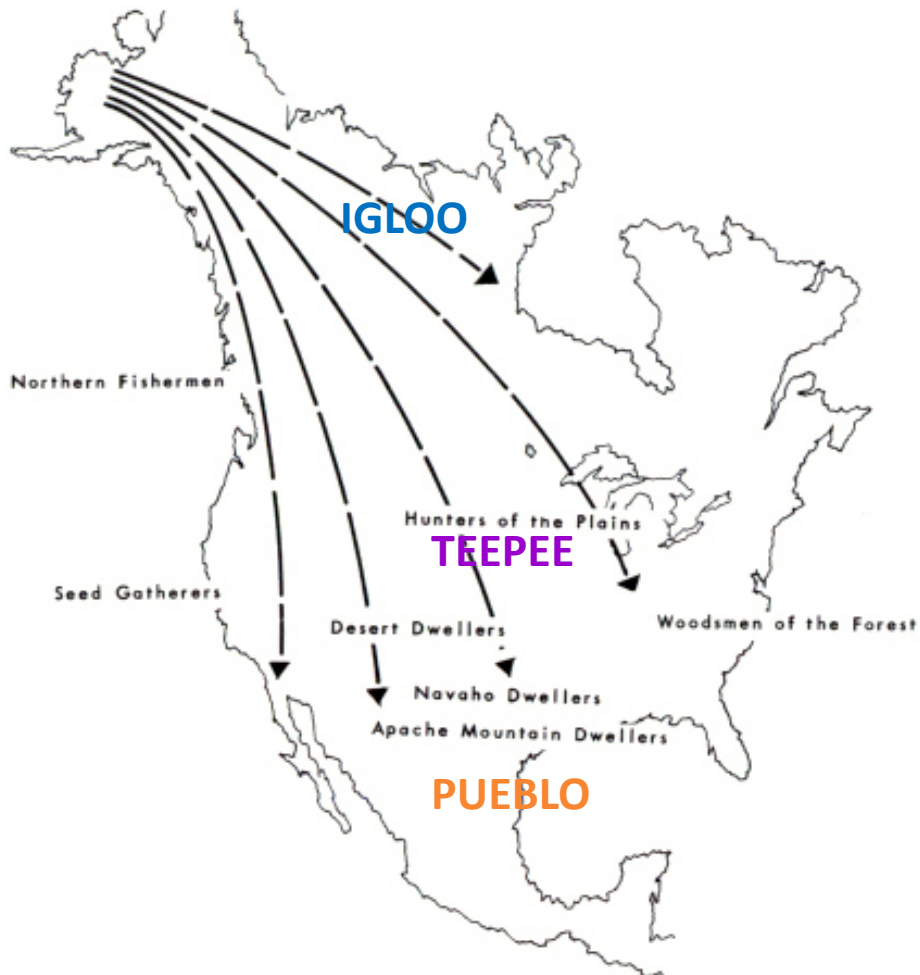 IGLOO
Northern Fishermen
Hunters of the Plains
TEEPEE
Seed Gatherers
Woodsmen of the Forest
Desert Dwellers
Navaho Dwellers
Apache Mountain Dwellers
PUEBLO